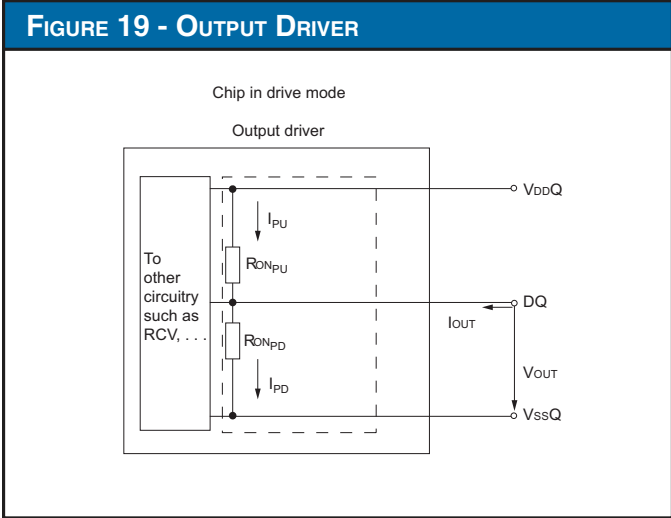 FIGURE 19 - OUTPUT DRIVER
Chip in drive mode
Output driver
VDDQ
IPU
RONPU
To
other
circuitry
such as
RCV, . . .
DQ
IOUT
RONPD
IPD
VOUT
VSSQ